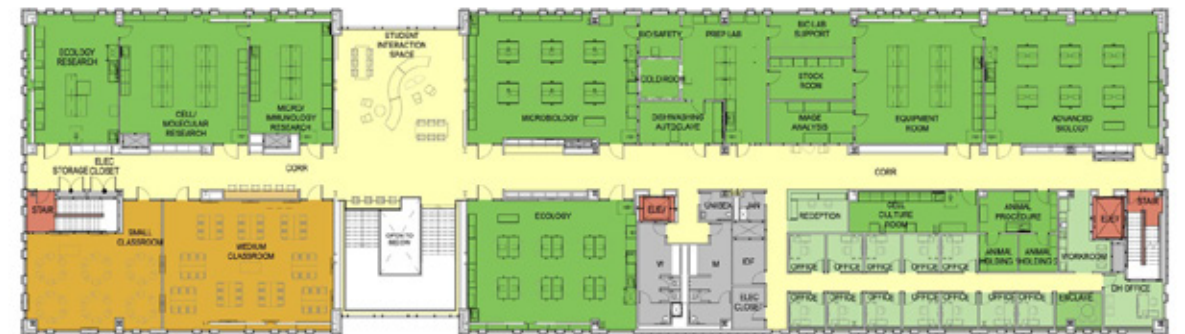 ECOLOGY
RESEARCH
CELL/
MOLECULAR
RESEARCH
MICRO/
IMMUNOLOGY
RESEARCH
STUDENT
INTERACTION
SPACE
MICROBIOLOGY
BIO SAFETY
COLD ROOM
DISHWASHING
AUTOCLAVE
PREP LAB
BIO LAB
SUPPORT
STOCK
ROOM
IMAGE
ANALYSIS
EQUIPMENT
ROOM
ADVANCED
BIOLOGY
STORAGE
ELEC
CLOSET
CORR
CORR
STAIR
SMALL
CLASSROOM
MEDIUM
CLASSROOM
OPEN TO
BELOW
ECOLOGY
ELEV
UNISEX
JAN
W
M
IDF
ELEC
CLOSET
RECEPTION
CELL
CULTURE
ROOM
ANIMAL
PROCEDURE
ANIMAL
HOLDING
ANIMAL
HOLDING
WORKROOM
ELEV
STAIR
OFFICE
OFFICE
OFFICE
OFFICE
OFFICE
OFFICE
OFFICE
OFFICE
OFFICE
OFFICE
OFFICE
ENCLAVE
DH OFFICE